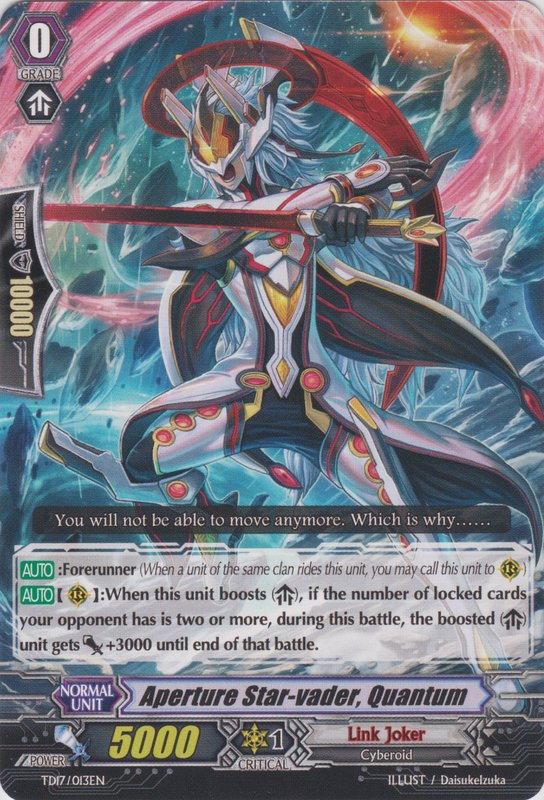 0
GRADE
SHIELD
10000
You will not be able to move anymore. Which is why......
AUTO :Forerunner (When a unit of the same clan rides this unit, you may call this unit to R )
AUTO【 R 】:When this unit boosts ( ), if the number of locked cards
your opponent has is two or more, during this battle, the boosted ( )
unit gets +3000 until end of that battle.
NORMAL
UNIT
Aperture Star-vader, Quantum
POWER
5000
1
CRITICAL
Link Joker
Cyberoid
TD17/013EN
ILLUST / DaisukeIzuka